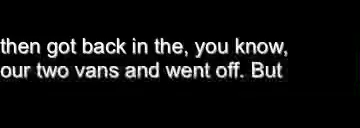 then got back in the, you know,
our two vans and went off. But